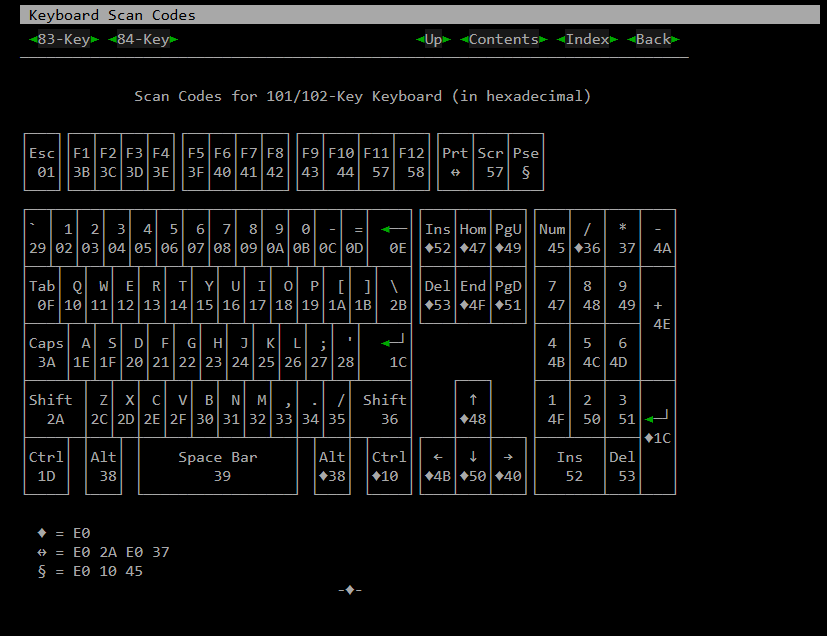 Keyboard Scan Codes
◄83-Key► ◄84-Key► ◄Up► ◄Contents► ◄Index► ◄Back►
Scan Codes for 101/102-Key Keyboard (in hexadecimal)
Esc F1 F2 F3 F4 F5 F6 F7 F8 F9 F10 F11 F12 Prt Scr Pse
01 3B 3C 3D 3E 3F 40 41 42 43 44 57 58 ↔ 57 §
` 1 2 3 4 5 6 7 8 9 0 - = ◄── Ins Hom PgU Num / * -
29 02 03 04 05 06 07 08 09 0A 0B 0C 0D 0E ♦52 ♦47 ♦49 45 ♦36 37 4A
Tab Q W E R T Y U I O P [ ] \ Del End PgD 7 8 9
0F 10 11 12 13 14 15 16 17 18 19 1A 1B 2B ♦53 ♦4F ♦51 47 48 49 +
4E
Caps A S D F G H J K L ; ' ◄─┘ 4 5 6
3A 1E 1F 20 21 22 23 24 25 26 27 28 1C 4B 4C 4D
Shift Z X C V B N M , . / Shift ↑ 1 2 3
2A 2C 2D 2E 2F 30 31 32 33 34 35 36 ♦48 4F 50 51 ◄─┘
♦1C
Ctrl Alt Space Bar Alt Ctrl ← ↓ → Ins Del
1D 38 39 ♦38 ♦10 ♦4B ♦50 ♦40 52 53
♦ = E0
↔ = E0 2A E0 37
§ = E0 10 45
-♦-